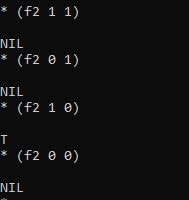 * (f2 1 1)
NIL
* (f2 0 1)
NIL
* (f2 1 0)
T
* (f2 0 0)
NIL